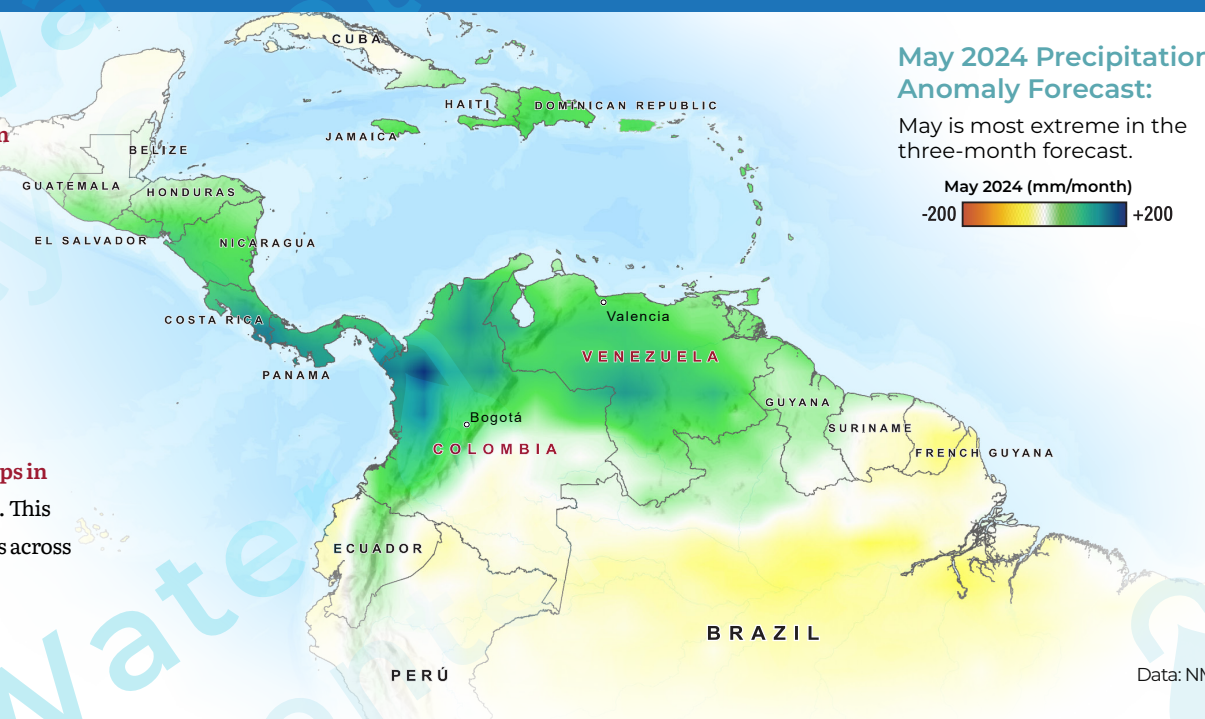 May 2024 Precipitation
Anomaly Forecast:
May is most extreme in the
three-month forecast.
May 2024 (mm/month)
-200 +200
CUBA
HAITI
DOMINICAN REPUBLIC
JAMAICA
BELIZE
GUATEMALA
HONDURAS
EL SALVADOR
NICARAGUA
COSTA RICA
PANAMA
Valencia
VENEZUELA
GUYANA
SURINAME
FRENCH GUYANA
Bogotá
COLOMBIA
ps in
. This
s across
ECUADOR
BRAZIL
PERÚ
Data: NM
Water